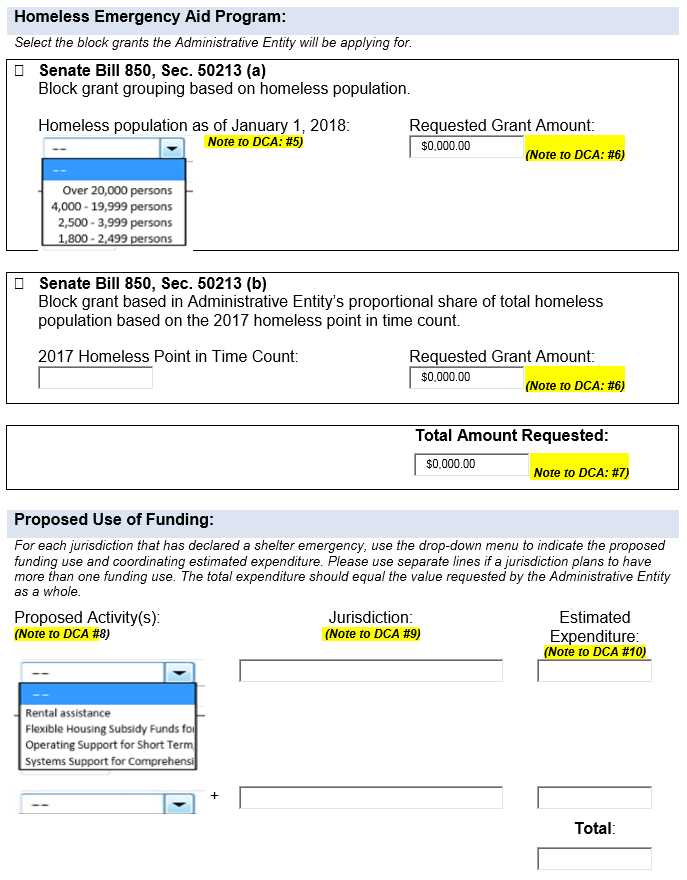 Homeless Emergency Aid Program:
Select the block grants the Administrative Entity will be applying for.
☐ Senate Bill 850, Sec. 50213 (a)
Block grant grouping based on homeless population.
Homeless population as of January 1, 2018: Requested Grant Amount:
Note to DCA: #5)
-- $0,000.00
(Note to DCA: #6)
--
Over 20,000 persons
4,000 - 19,999 persons
2,500 - 3,999 persons
1,800 - 2,499 persons
☐ Senate Bill 850, Sec. 50213 (b)
Block grant based in Administrative Entity's proportional share of total homeless
population based on the 2017 homeless point in time count.
2017 Homeless Point in Time Count: Requested Grant Amount:
$0,000.00
(Note to DCA: #6)
Total Amount Requested:
$0,000.00
Note to DCA: #7)
Proposed Use of Funding:
For each jurisdiction that has declared a shelter emergency, use the drop-down menu to indicate the proposed
funding use and coordinating estimated expenditure. Please use separate lines if a jurisdiction plans to have
more than one funding use. The total expenditure should equal the value requested by the Administrative Entity
as a whole.
Proposed Activity(s): Jurisdiction: Estimated
(Note to DCA #8) (Note to DCA #9) Expenditure:
(Note to DCA #10)
--
--
Rental assistance
Flexible Housing Subsidy Funds for
Operating Support for Short Term,
Systems Support for Comprehensi
-- +
Total: